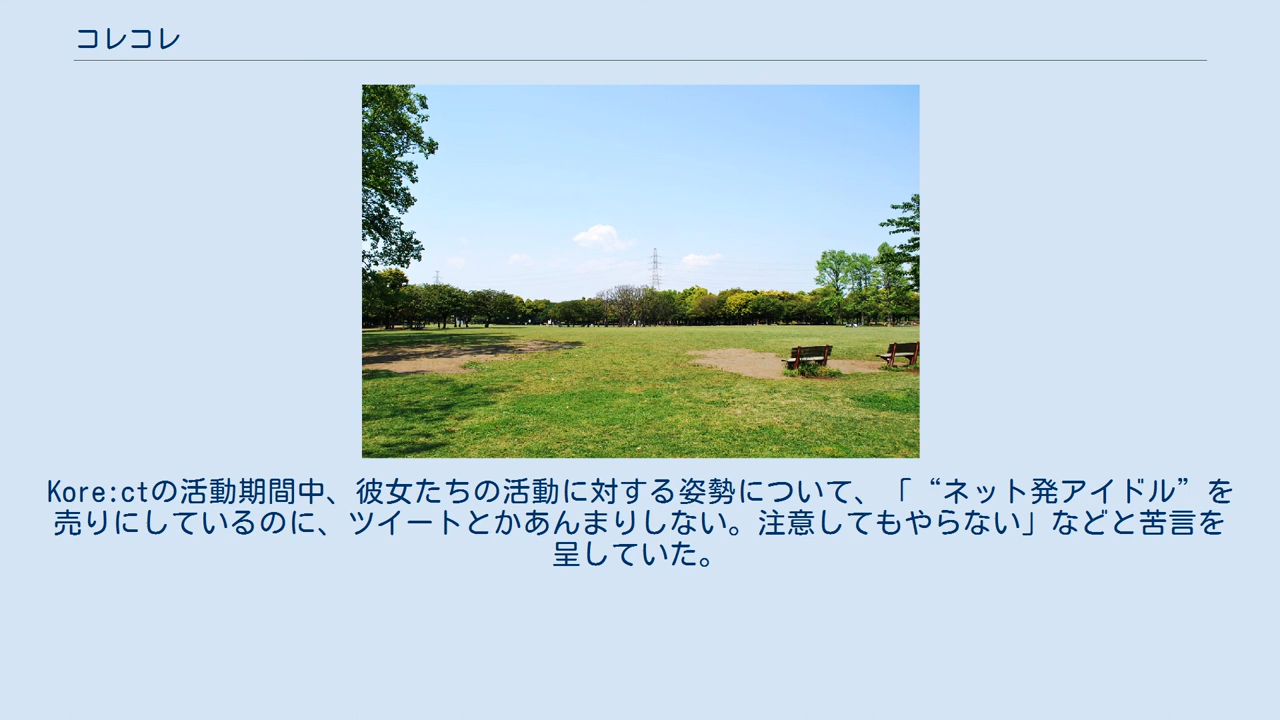 コレコレ
Kore:ctの活動期間中、彼女たちの活動に対する姿勢について、「“ネット発アイドル”を
売りにしているのに、ツイートとかあんまりしない。注意してもやらない」などと苦言を
呈していた。